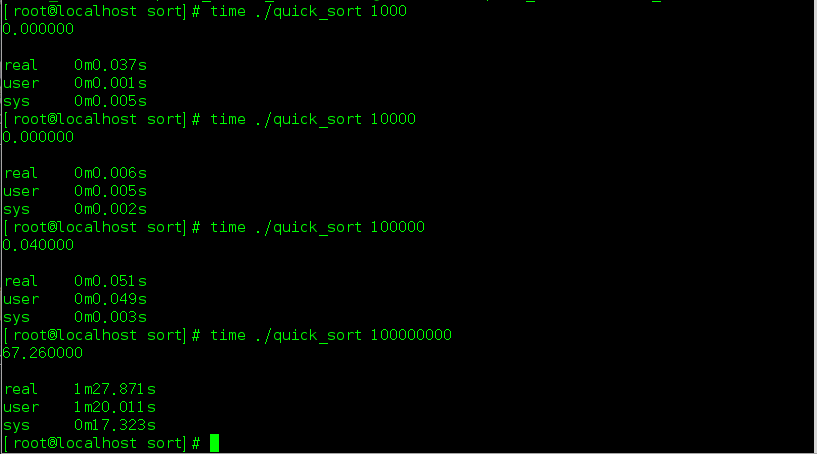 [root@localhost sort]# time ./quick_sort 1000
0.000000
real 0m0.037s
user 0m0.001s
sys 0m0.005s
[root@localhost sort]# time ./quick_sort 10000
0.000000
real 0m0.006s
user 0m0.005s
sys 0m0.002s
[root@localhost sort]# time ./quick_sort 100000
0.040000
real 0m0.051s
user 0m0.049s
sys 0m0.003s
[root@localhost sort]# time ./quick_sort 100000000
67.260000
real 1m27.871s
user 1m20.011s
sys 0m17.323s
[root@localhost sort]#